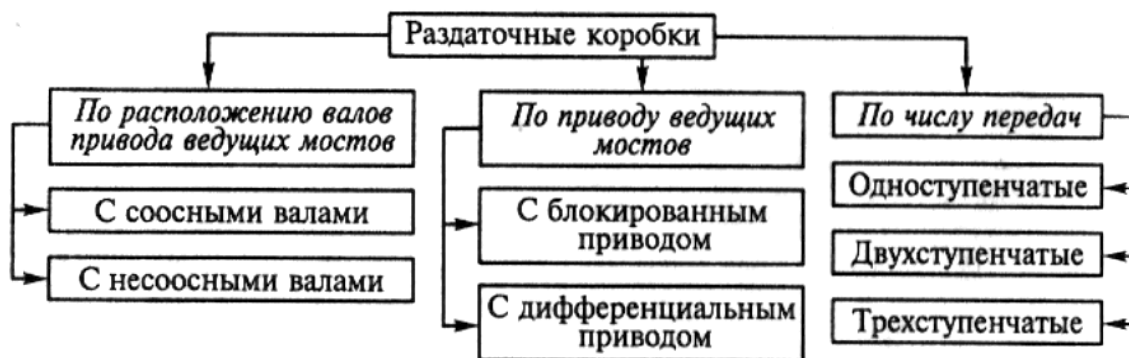 Раздаточные коробки
По расположению валов
привода ведущих мостов
С соосными валами
С несоосными валами
По приводу ведущих
мостов
С блокированным
приводом
С дифференциальным
приводом
По числу передач
Одноступенчатые
Двухступенчатые
Трехступенчатые